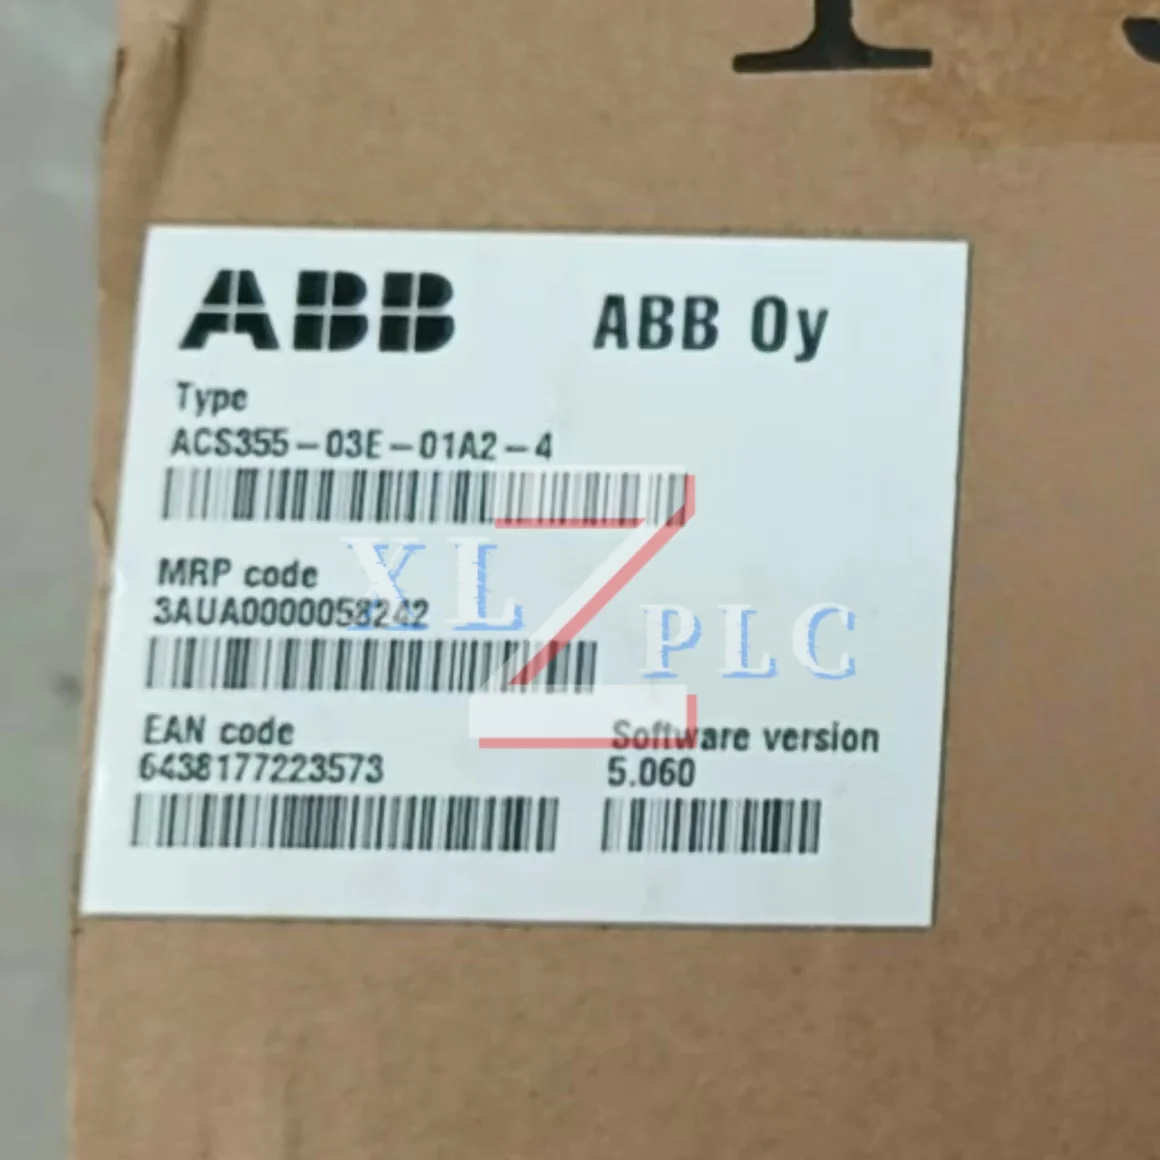 ABB ABB Oy
Type
ACS355-03E-01A2-4
MRP code
3AUA0000058242
XLZ PLC
EAN code
6438177223573
Software version
5.060